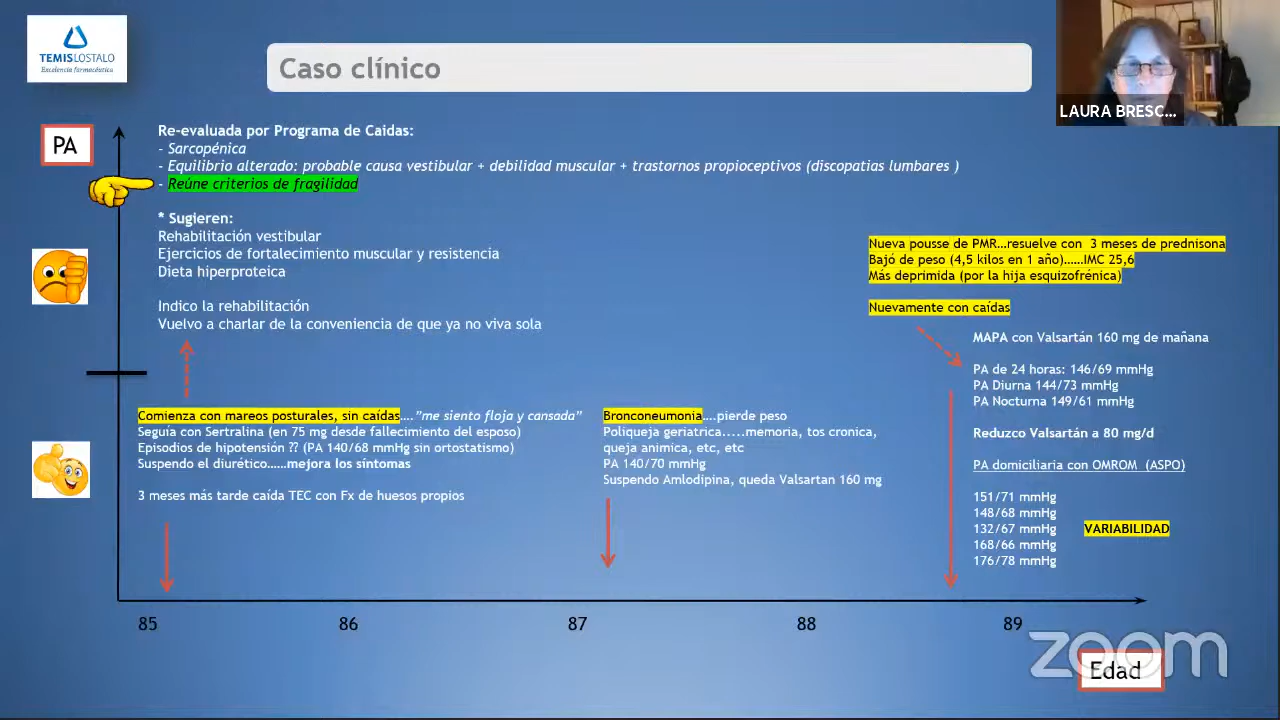 TEMISLOSTALO
Excelencia farmacéutica
Caso clínico
LAURA BRESC...
PA
Re-evaluada por Programa de Caidas:
- Sarcopénica
- Equilibrio alterado: probable causa vestibular + debilidad muscular + trastornos propioceptivos (discopatias lumbares )
- Reúne criterios de fragilidad
* Sugieren:
Rehabilitación vestibular
Ejercicios de fortalecimiento muscular y resistencia
Dieta hiperproteica
Indico la rehabilitación
Vuelvo a charlar de la conveniencia de que ya no viva sola
Comienza con mareos posturales, sin caídas....”me siento floja y cansada”
Seguía con Sertralina (en 75 mg desde fallecimiento del esposo)
Episodios de hipotensión ?? (PA 140/68 mmHg sin ortostatismo)
Suspendo el diurético......mejora los síntomas
3 meses más tarde caída TEC con Fx de huesos propios
Bronconeumonia....pierde peso
Poliqueja geriatrica.....memoria, tos cronica,
queja animica, etc, etc
PA 140/70 mmHg
Suspendo Amlodipina, queda Valsartan 160 mg
Nueva pousse de PMR...resuelve con 3 meses de prednisona
Bajó de peso (4,5 kilos en 1 año)......IMC 25,6
Más deprimida (por la hija esquizofrénica)
Nuevamente con caídas
MAPA con Valsartán 160 mg de mañana
PA de 24 horas: 146/69 mmHg
PA Diurna 144/73 mmHg
PA Nocturna 149/61 mmHg
Reduzco Valsartán a 80 mg/d
PA domiciliaria con OMROM (ASPO)
151/71 mmHg
148/68 mmHg
132/67 mmHg VARIABILIDAD
168/66 mmHg
176/78 mmHg
85 86 87 88 89
zoom
Edad